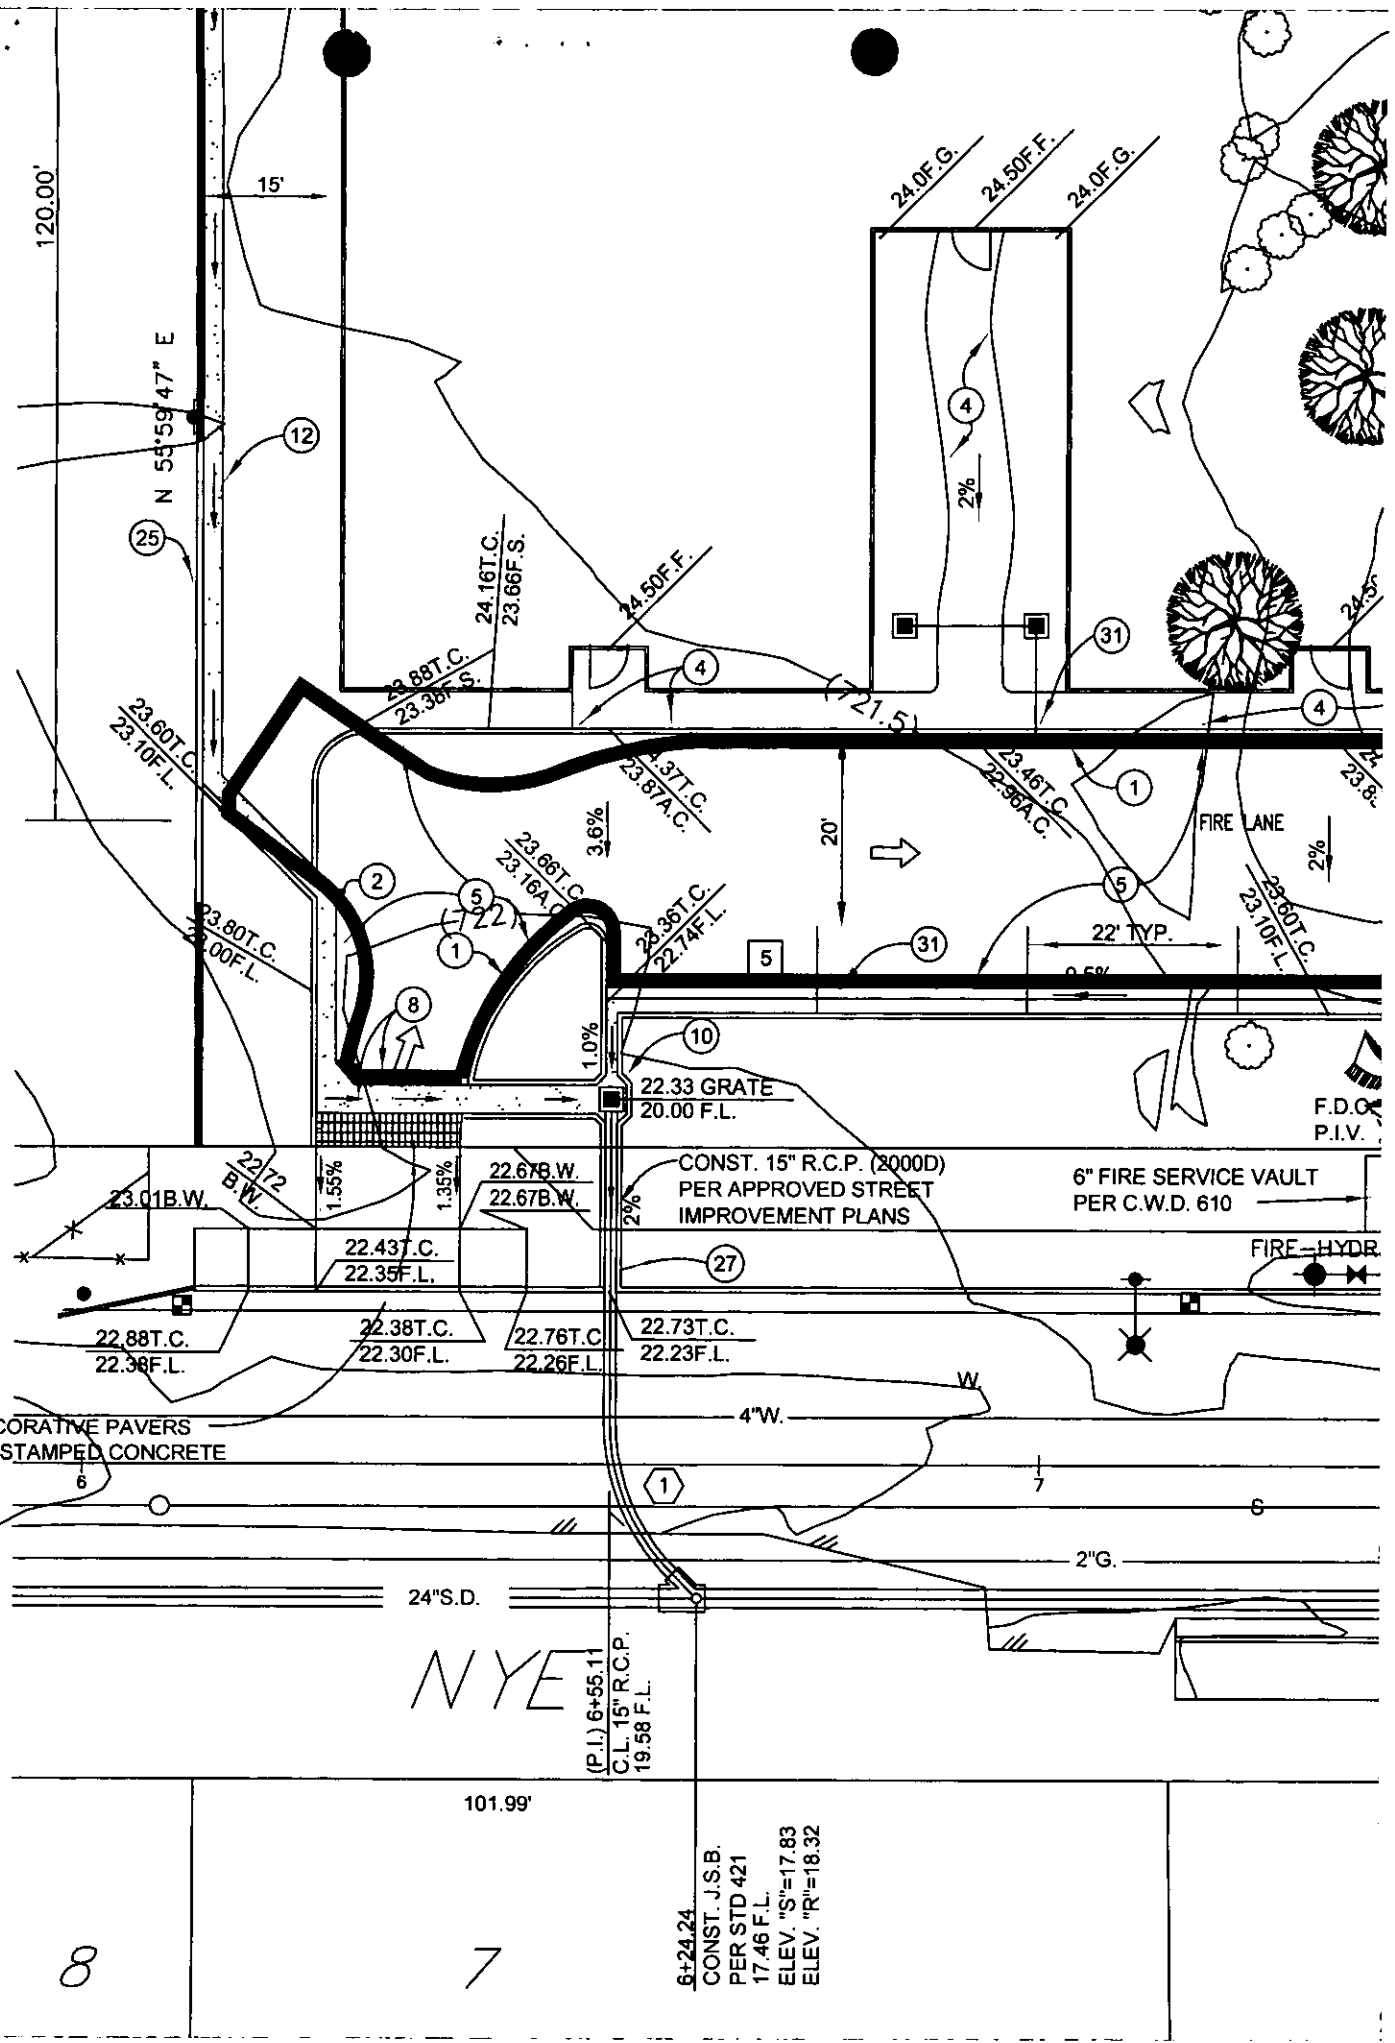 120.00'
15'
N 55°59'47" E
24.0F.G.
24.50F.F.
24.0F.G.
12
25
4
2%
24.16T.C.
23.66F.S.
24.50F.F.
23.88T.C.
23.38F.S.
4
31
4
(721.5)
23.60T.C.
23.10F.L.
23.87A.C.
23.46T.C.
22.96A.C.
1
FIRE LANE
3.6%
20'
2%
23.66T.C.
23.16A.C.
2
5
(722)
5
23.60T.C.
23.10F.L.
23.80T.C.
23.36T.C.
22.74F.L.
1
5
31
22' TYP.
8
1.0%
10
22.33 GRATE
20.00 F.L.
P.I.V.
22.72
B.W.
1.55%
1.35%
22.67B.W.
22.67B.W.
23.01B.W.
CONST. 15" R.C.P. (2000D)
PER APPROVED STREET
IMPROVEMENT PLANS
2%
6" FIRE SERVICE VAULT
PER C.W.D. 610
22.43T.C.
22.35F.L.
27
FIRE-HYDR
22.88T.C.
22.38F.L.
22.38T.C.
22.30F.L.
22.76T.C.
22.26F.L.
22.73T.C.
22.23F.L.
W.
4"W.
CORATIVE PAVERS
STAMPED CONCRETE
6
1
7
S
2"G.
24"S.D.
NYE
(P.I.) 6+55.11
C.L. 15" R.C.P.
19.58 F.L.
101.99'
6+24.24
CONST. J.S.B.
PER STD 421
17.46 F.L.
ELEV. "S"=17.83
ELEV. "R"=18.32
8
7